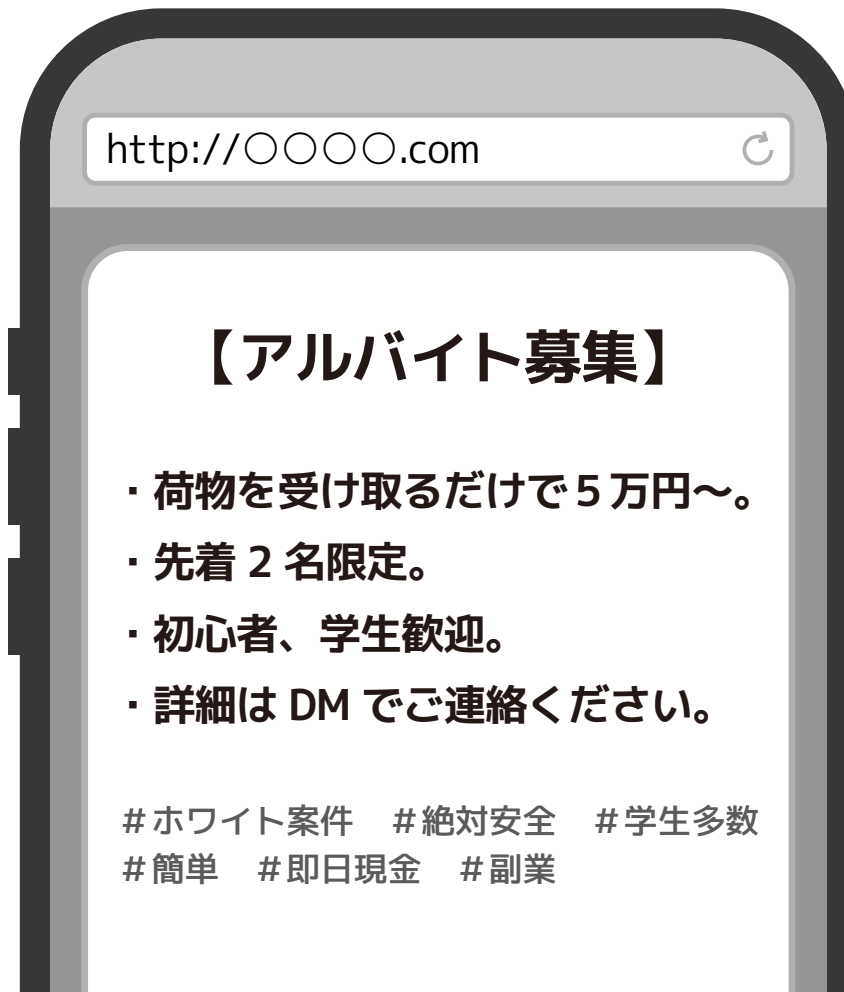 http://○○○○.com
【アルバイト募集】
・荷物を受け取るだけで5万円〜。
・先着 2 名限定。
・初心者、学生歓迎。
・詳細は DM でご連絡ください。
#ホワイト案件　#絶対安全　#学生多数
#簡単　#即日現金　#副業